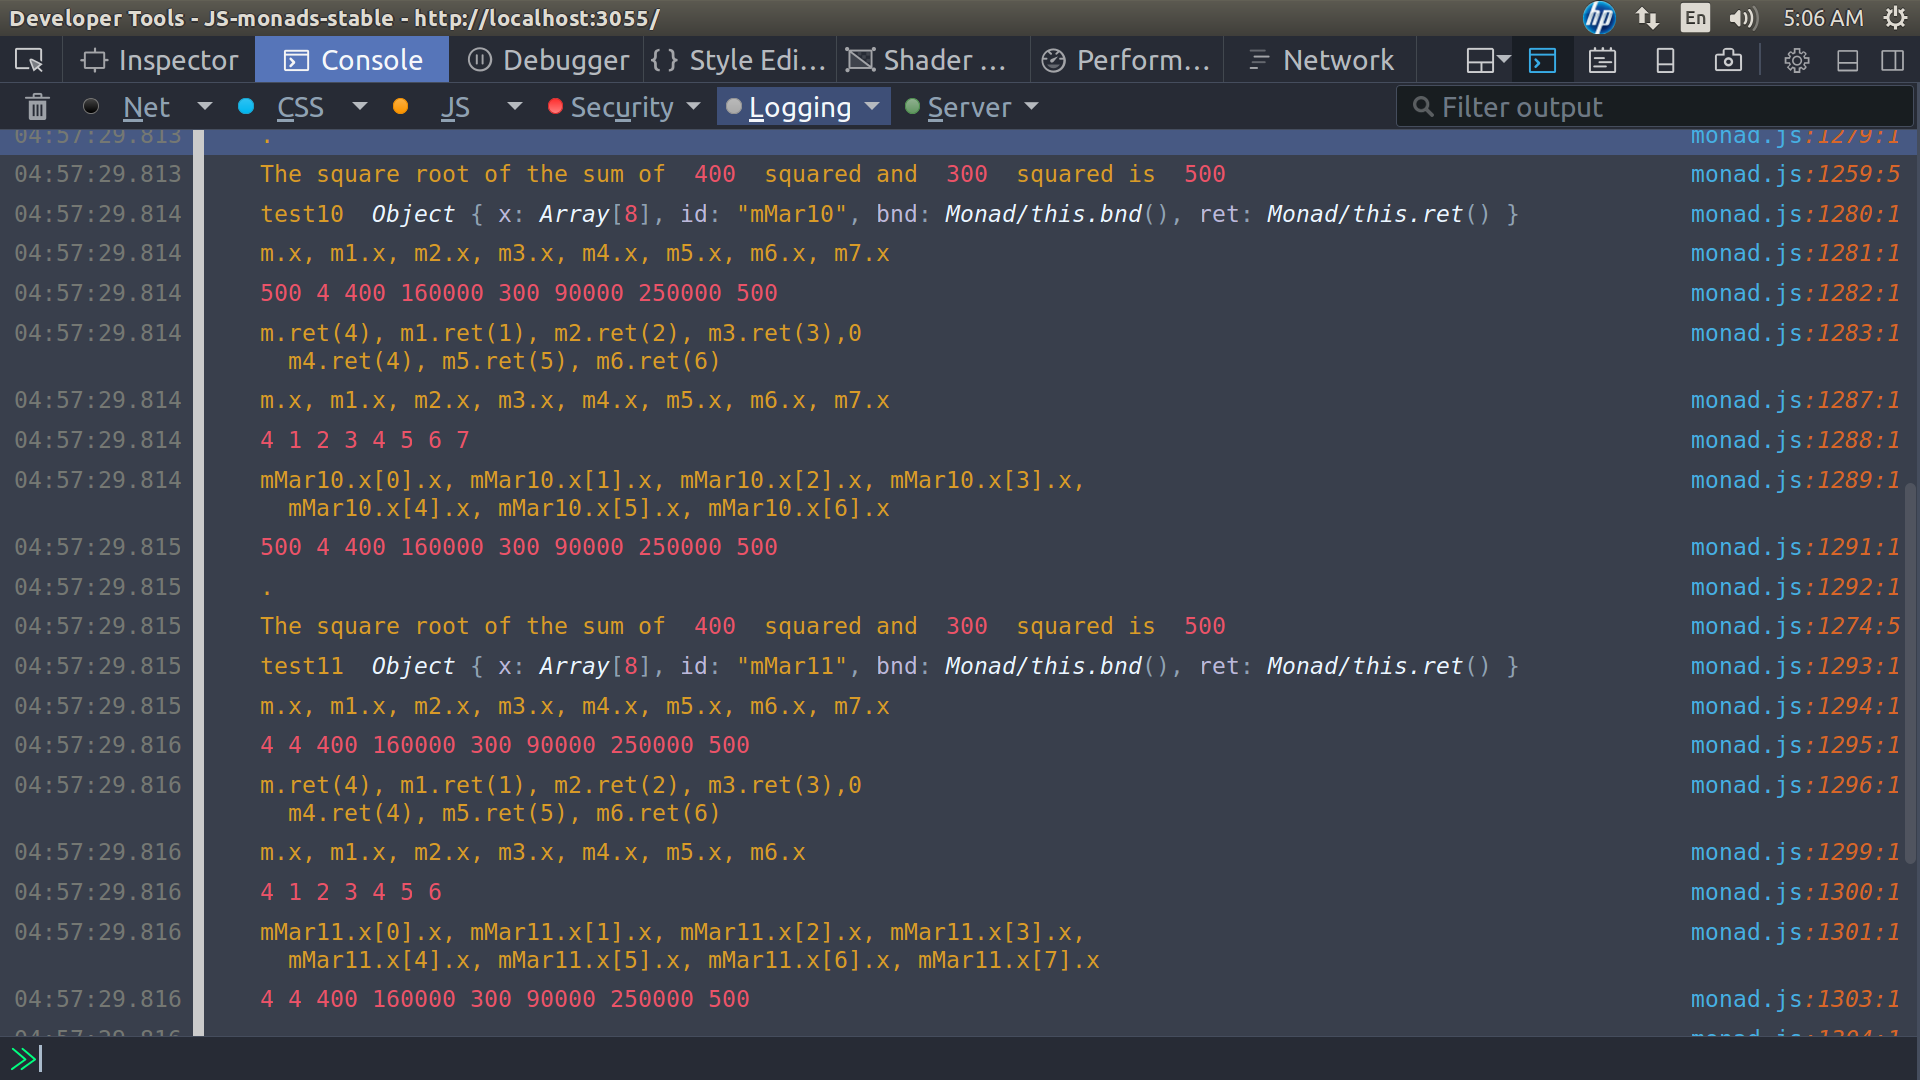 Developer Tools - JS-monads-stable - http://localhost:3055/ hp En 5:06 AM
Inspector Console Debugger { } Style Edi... Shader ... Perform... Network
Net CSS JS Security Logging Server Filter output
04:57:29.813 . monad.js:1279:1
04:57:29.813 The square root of the sum of 400 squared and 300 squared is 500 monad.js:1259:5
04:57:29.814 test10 Object { x: Array[8], id: "mMar10", bnd: Monad/this.bnd(), ret: Monad/this.ret() } monad.js:1280:1
04:57:29.814 m.x, m1.x, m2.x, m3.x, m4.x, m5.x, m6.x, m7.x monad.js:1281:1
04:57:29.814 500 4 400 160000 300 90000 250000 500 monad.js:1282:1
04:57:29.814 m.ret(4), m1.ret(1), m2.ret(2), m3.ret(3),0 monad.js:1283:1
m4.ret(4), m5.ret(5), m6.ret(6)
04:57:29.814 m.x, m1.x, m2.x, m3.x, m4.x, m5.x, m6.x, m7.x monad.js:1287:1
04:57:29.814 4 1 2 3 4 5 6 7 monad.js:1288:1
04:57:29.814 mMar10.x[0].x, mMar10.x[1].x, mMar10.x[2].x, mMar10.x[3].x, monad.js:1289:1
mMar10.x[4].x, mMar10.x[5].x, mMar10.x[6].x
04:57:29.815 500 4 400 160000 300 90000 250000 500 monad.js:1291:1
04:57:29.815 . monad.js:1292:1
04:57:29.815 The square root of the sum of 400 squared and 300 squared is 500 monad.js:1274:5
04:57:29.815 test11 Object { x: Array[8], id: "mMar11", bnd: Monad/this.bnd(), ret: Monad/this.ret() } monad.js:1293:1
04:57:29.815 m.x, m1.x, m2.x, m3.x, m4.x, m5.x, m6.x, m7.x monad.js:1294:1
04:57:29.816 4 4 400 160000 300 90000 250000 500 monad.js:1295:1
04:57:29.816 m.ret(4), m1.ret(1), m2.ret(2), m3.ret(3),0 monad.js:1296:1
m4.ret(4), m5.ret(5), m6.ret(6)
04:57:29.816 m.x, m1.x, m2.x, m3.x, m4.x, m5.x, m6.x monad.js:1299:1
04:57:29.816 4 1 2 3 4 5 6 monad.js:1300:1
04:57:29.816 mMar11.x[0].x, mMar11.x[1].x, mMar11.x[2].x, mMar11.x[3].x, monad.js:1301:1
mMar11.x[4].x, mMar11.x[5].x, mMar11.x[6].x, mMar11.x[7].x
04:57:29.816 4 4 400 160000 300 90000 250000 500 monad.js:1303:1
04:57:29.816 monad.js:1304:1